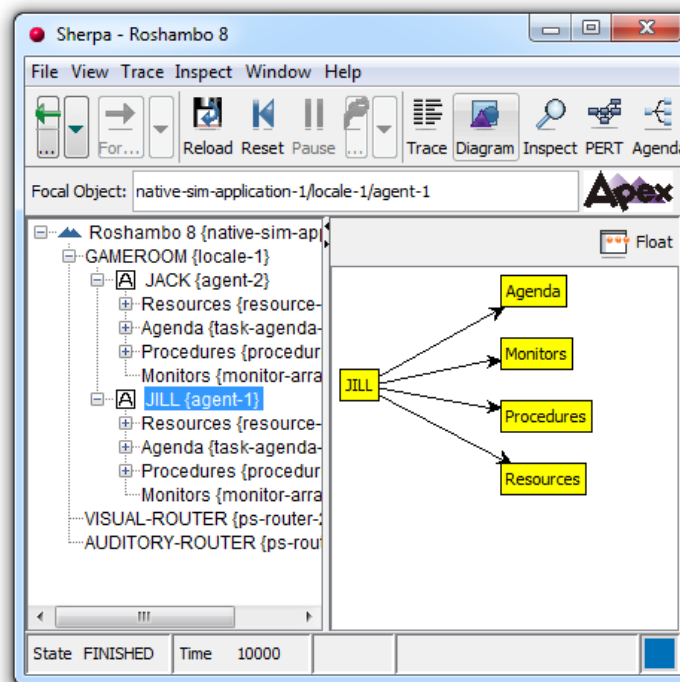 Sherpa - Roshambo 8
File View Trace Inspect Window Help
... For... Reload Reset Pause ... Trace Diagram Inspect PERT Agenda
Focal Object: native-sim-application-1/locale-1/agent-1 Apex
Roshambo 8 {native-sim-ap
Float
GAMEROOM {locale-1}
JACK {agent-2}
Resources {resource-
Agenda {task-agenda-
Procedures {procedur
Monitors {monitor-arra
JILL {agent-1}
Resources {resource-
Agenda {task-agenda-
Procedures {procedur
Monitors {monitor-arra
VISUAL-ROUTER {ps-router-2
AUDITORY-ROUTER {ps-rout
Agenda
Monitors
JILL
Procedures
Resources
State FINISHED Time 10000